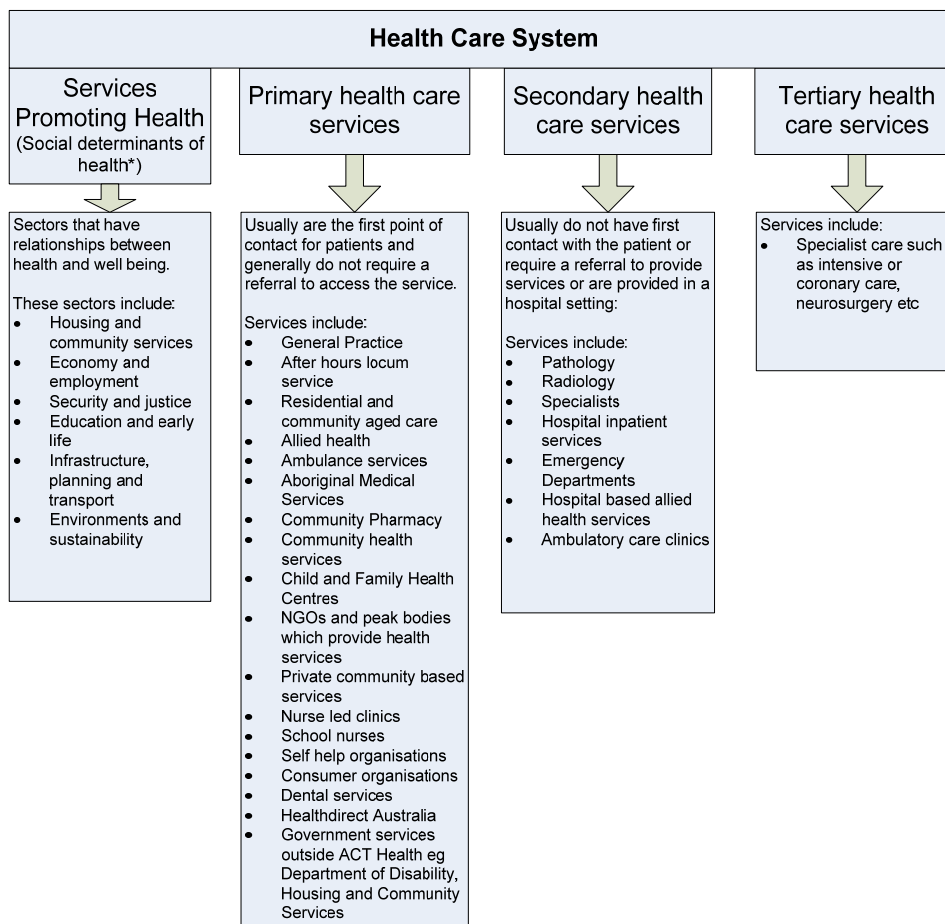 Health Care System
Services
Promoting Health
(Social determinants of
health*)
Sectors that have
relationships between
health and well being.
These sectors include:
• Housing and
community services
• Economy and
employment
• Security and justice
• Education and early
life
• Infrastructure,
planning and
transport
• Environments and
sustainability
Primary health care
services
Usually are the first point of
contact for patients and
generally do not require a
referral to access the service.
Services include:
• General Practice
• After hours locum
service
• Residential and
community aged care
• Allied health
• Ambulance services
• Aboriginal Medical
Services
• Community Pharmacy
• Community health
services
• Child and Family Health
Centres
• NGOs and peak bodies
which provide health
services
• Private community based
services
• Nurse led clinics
• School nurses
• Self help organisations
• Consumer organisations
• Dental services
• Healthdirect Australia
• Government services
outside ACT Health eg
Department of Disability,
Housing and Community
Services
Secondary health
care services
Usually do not have first
contact with the patient or
require a referral to provide
services or are provided in a
hospital setting:
Services include:
• Pathology
• Radiology
• Specialists
• Hospital inpatient
services
• Emergency
Departments
• Hospital based allied
health services
• Ambulatory care clinics
Tertiary health
care services
Services include:
• Specialist care such
as intensive or
coronary care,
neurosurgery etc